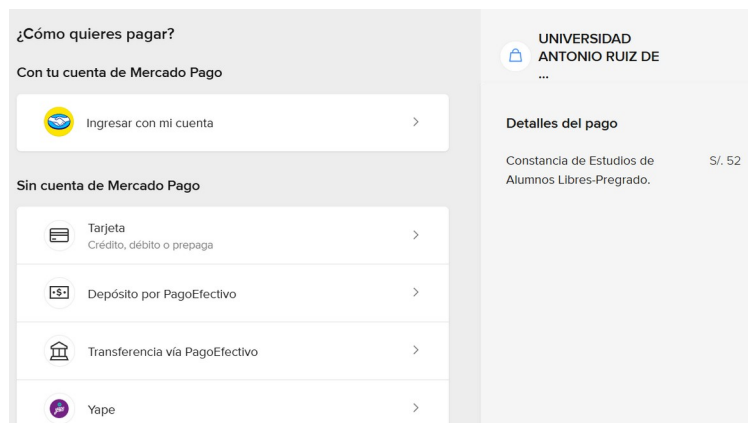 ¿Cómo quieres pagar?
Con tu cuenta de Mercado Pago
Ingresar con mi cuenta
Sin cuenta de Mercado Pago
Tarjeta
Crédito, débito o prepaga
Depósito por PagoEfectivo
Transferencia vía PagoEfectivo
Yape
UNIVERSIDAD
ANTONIO RUIZ DE
...
Detalles del pago
Constancia de Estudios de S/. 52
Alumnos Libres-Pregrado.